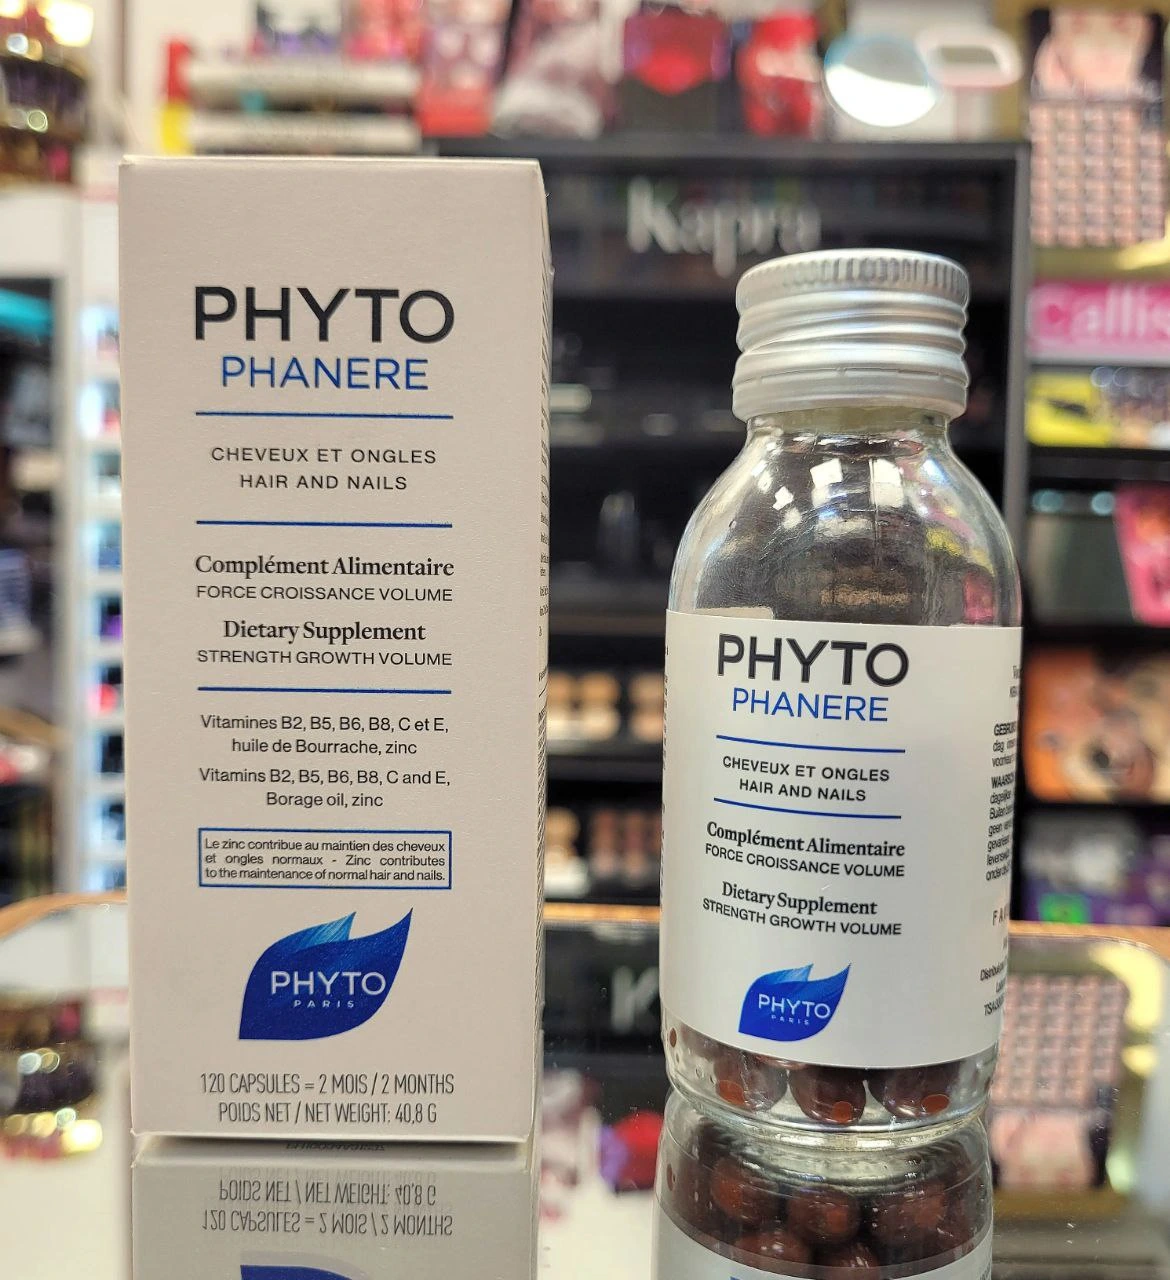 Kapra
Callis
PHYTO
PHANERE
CHEVEUX ET ONGLES
HAIR AND NAILS
Complément Alimentaire
FORCE CROISSANCE VOLUME
Dietary Supplement
STRENGTH GROWTH VOLUME
Vitamines B2, B5, B6, B8, C et E,
huile de Bourrache, zinc
Vitamins B2, B5, B6, B8, C and E,
Borage oil, zinc
Le zinc contribue au maintien des cheveux
et ongles normaux - Zinc contributes
to the maintenance of normal hair and nails.
PHYTO
PARIS
120 CAPSULES = 2 MOIS / 2 MONTHS
POIDS NET / NET WEIGHT: 40,8 G
PHYTO
PHANERE
CHEVEUX ET ONGLES
HAIR AND NAILS
Complément Alimentaire
FORCE CROISSANCE VOLUME
Dietary Supplement
STRENGTH GROWTH VOLUME
PHYTO
PARIS